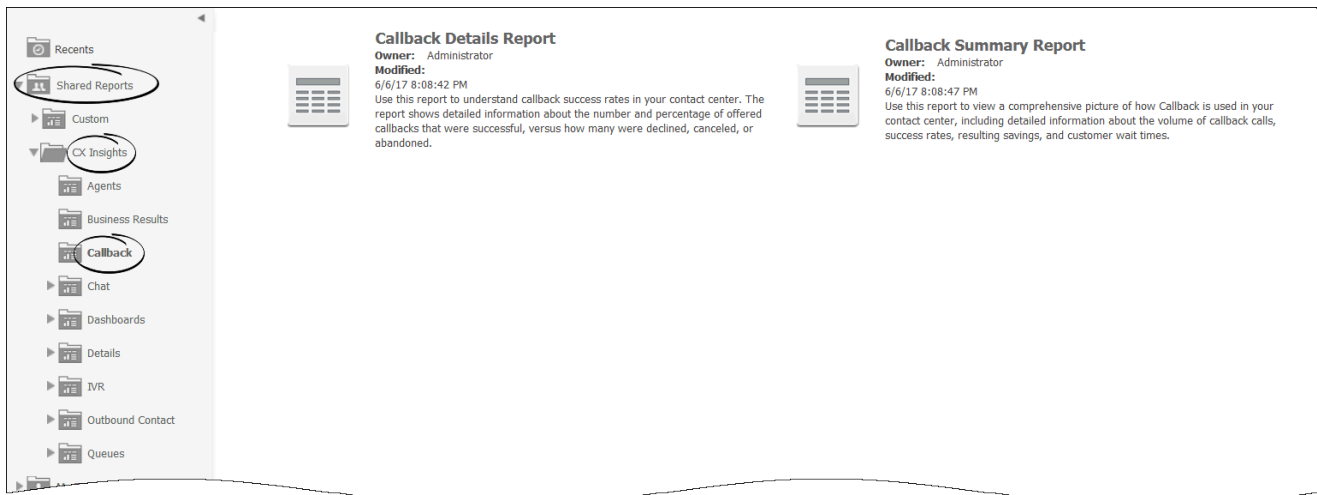 Recents
Shared Reports
Custom
CX Insights
Agents
Business Results
Callback
Chat
Dashboards
Details
IVR
Outbound Contact
Queues
Callback Details Report
Owner: Administrator
Modified:
6/6/17 8:08:42 PM
Use this report to understand callback success rates in your contact center. The
report shows detailed information about the number and percentage of offered
callbacks that were successful, versus how many were declined, canceled, or
abandoned.
Callback Summary Report
Owner: Administrator
Modified:
6/6/17 8:08:47 PM
Use this report to view a comprehensive picture of how Callback is used in your
contact center, including detailed information about the volume of callback calls,
success rates, resulting savings, and customer wait times.